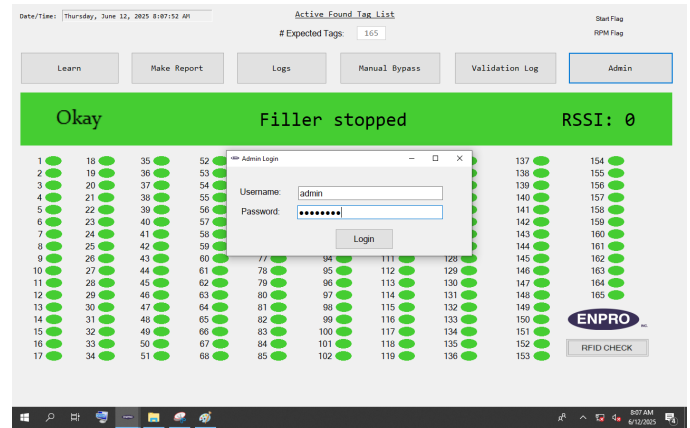 Date/Time: Thursday, June 12, 2025 8:07:52 AM
Active Found Tag List
# Expected Tags: 165
Start Flag
RPM Flag
Learn Make Report Logs Manual Bypass Validation Log Admin
Okay Filler stopped RSSI: 0
Admin Login
Username: admin
Password: ●●●●●●●●
Login
1 18 35 52 137 154
2 19 36 53 138 155
3 20 37 54 139 156
4 21 38 55 140 157
5 22 39 56 141 158
6 23 40 57 142 159
7 24 41 58 143 160
8 25 42 59 144 161
9 26 43 60 77 94 111 128 145 162
10 27 44 61 78 95 112 129 146 163
11 28 45 62 79 96 113 130 147 164
12 29 46 63 80 97 114 131 148 165
13 30 47 64 81 98 115 132 149
14 31 48 65 82 99 116 133 150
15 32 49 66 83 100 117 134 151
16 33 50 67 84 101 118 135 152
17 34 51 68 85 102 119 136 153
ENPRO INC.
RFID CHECK
8:07 AM
6/12/2025
4